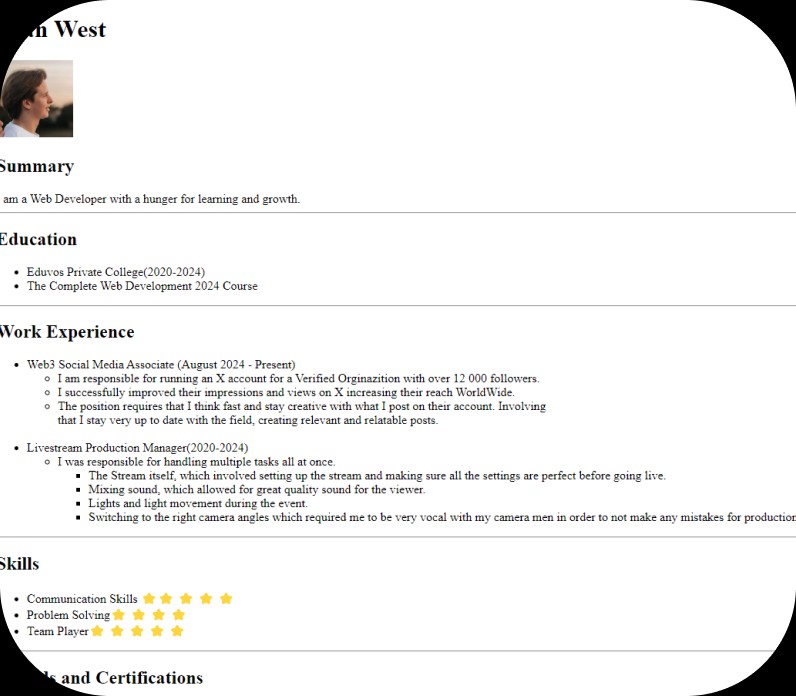 West
Summary
am a Web Developer with a hunger for learning and growth.
Education
Eduvos Private College(2020-2024)
The Complete Web Development 2024 Course
Work Experience
Web3 Social Media Associate (August 2024 - Present)
I am responsible for running an X account for a Verified Orginazition with over 12 000 followers.
I successfully improved their impressions and views on X increasing their reach WorldWide.
The position requires that I think fast and stay creative with what I post on their account. Involving
that I stay very up to date with the field, creating relevant and relatable posts.
Livestream Production Manager(2020-2024)
I was responsible for handling multiple tasks all at once.
The Stream itself, which involved setting up the stream and making sure all the settings are perfect before going live.
Mixing sound, which allowed for great quality sound for the viewer.
Lights and light movement during the event.
Switching to the right camera angles which required me to be very vocal with my camera men in order to not make any mistakes for production
Skills
Communication Skills
Problem Solving
Team Player
and Certifications